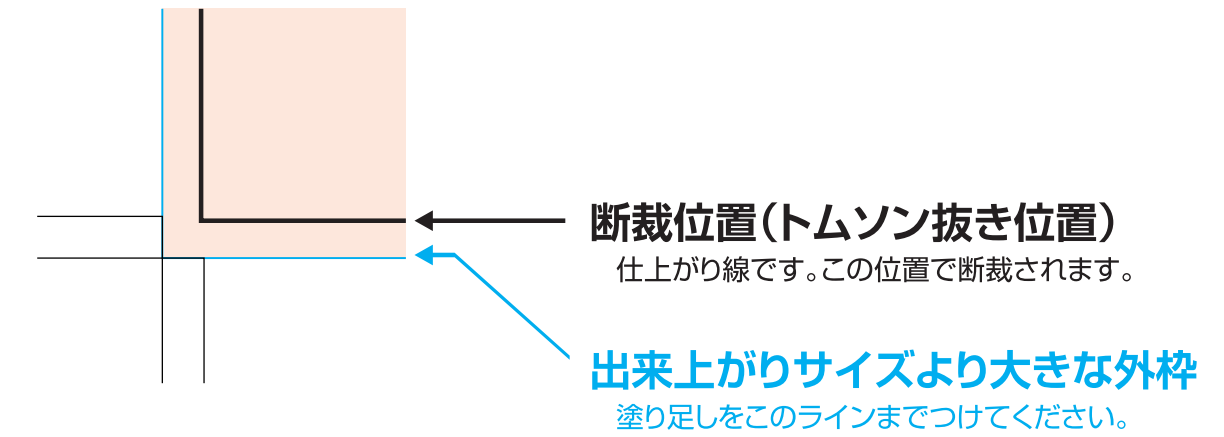 断裁位置（トムソン抜き位置）
仕上がり線です。この位置で断裁されます。
出来上がりサイズより大きな外枠
塗り足しをこのラインまでつけてください。